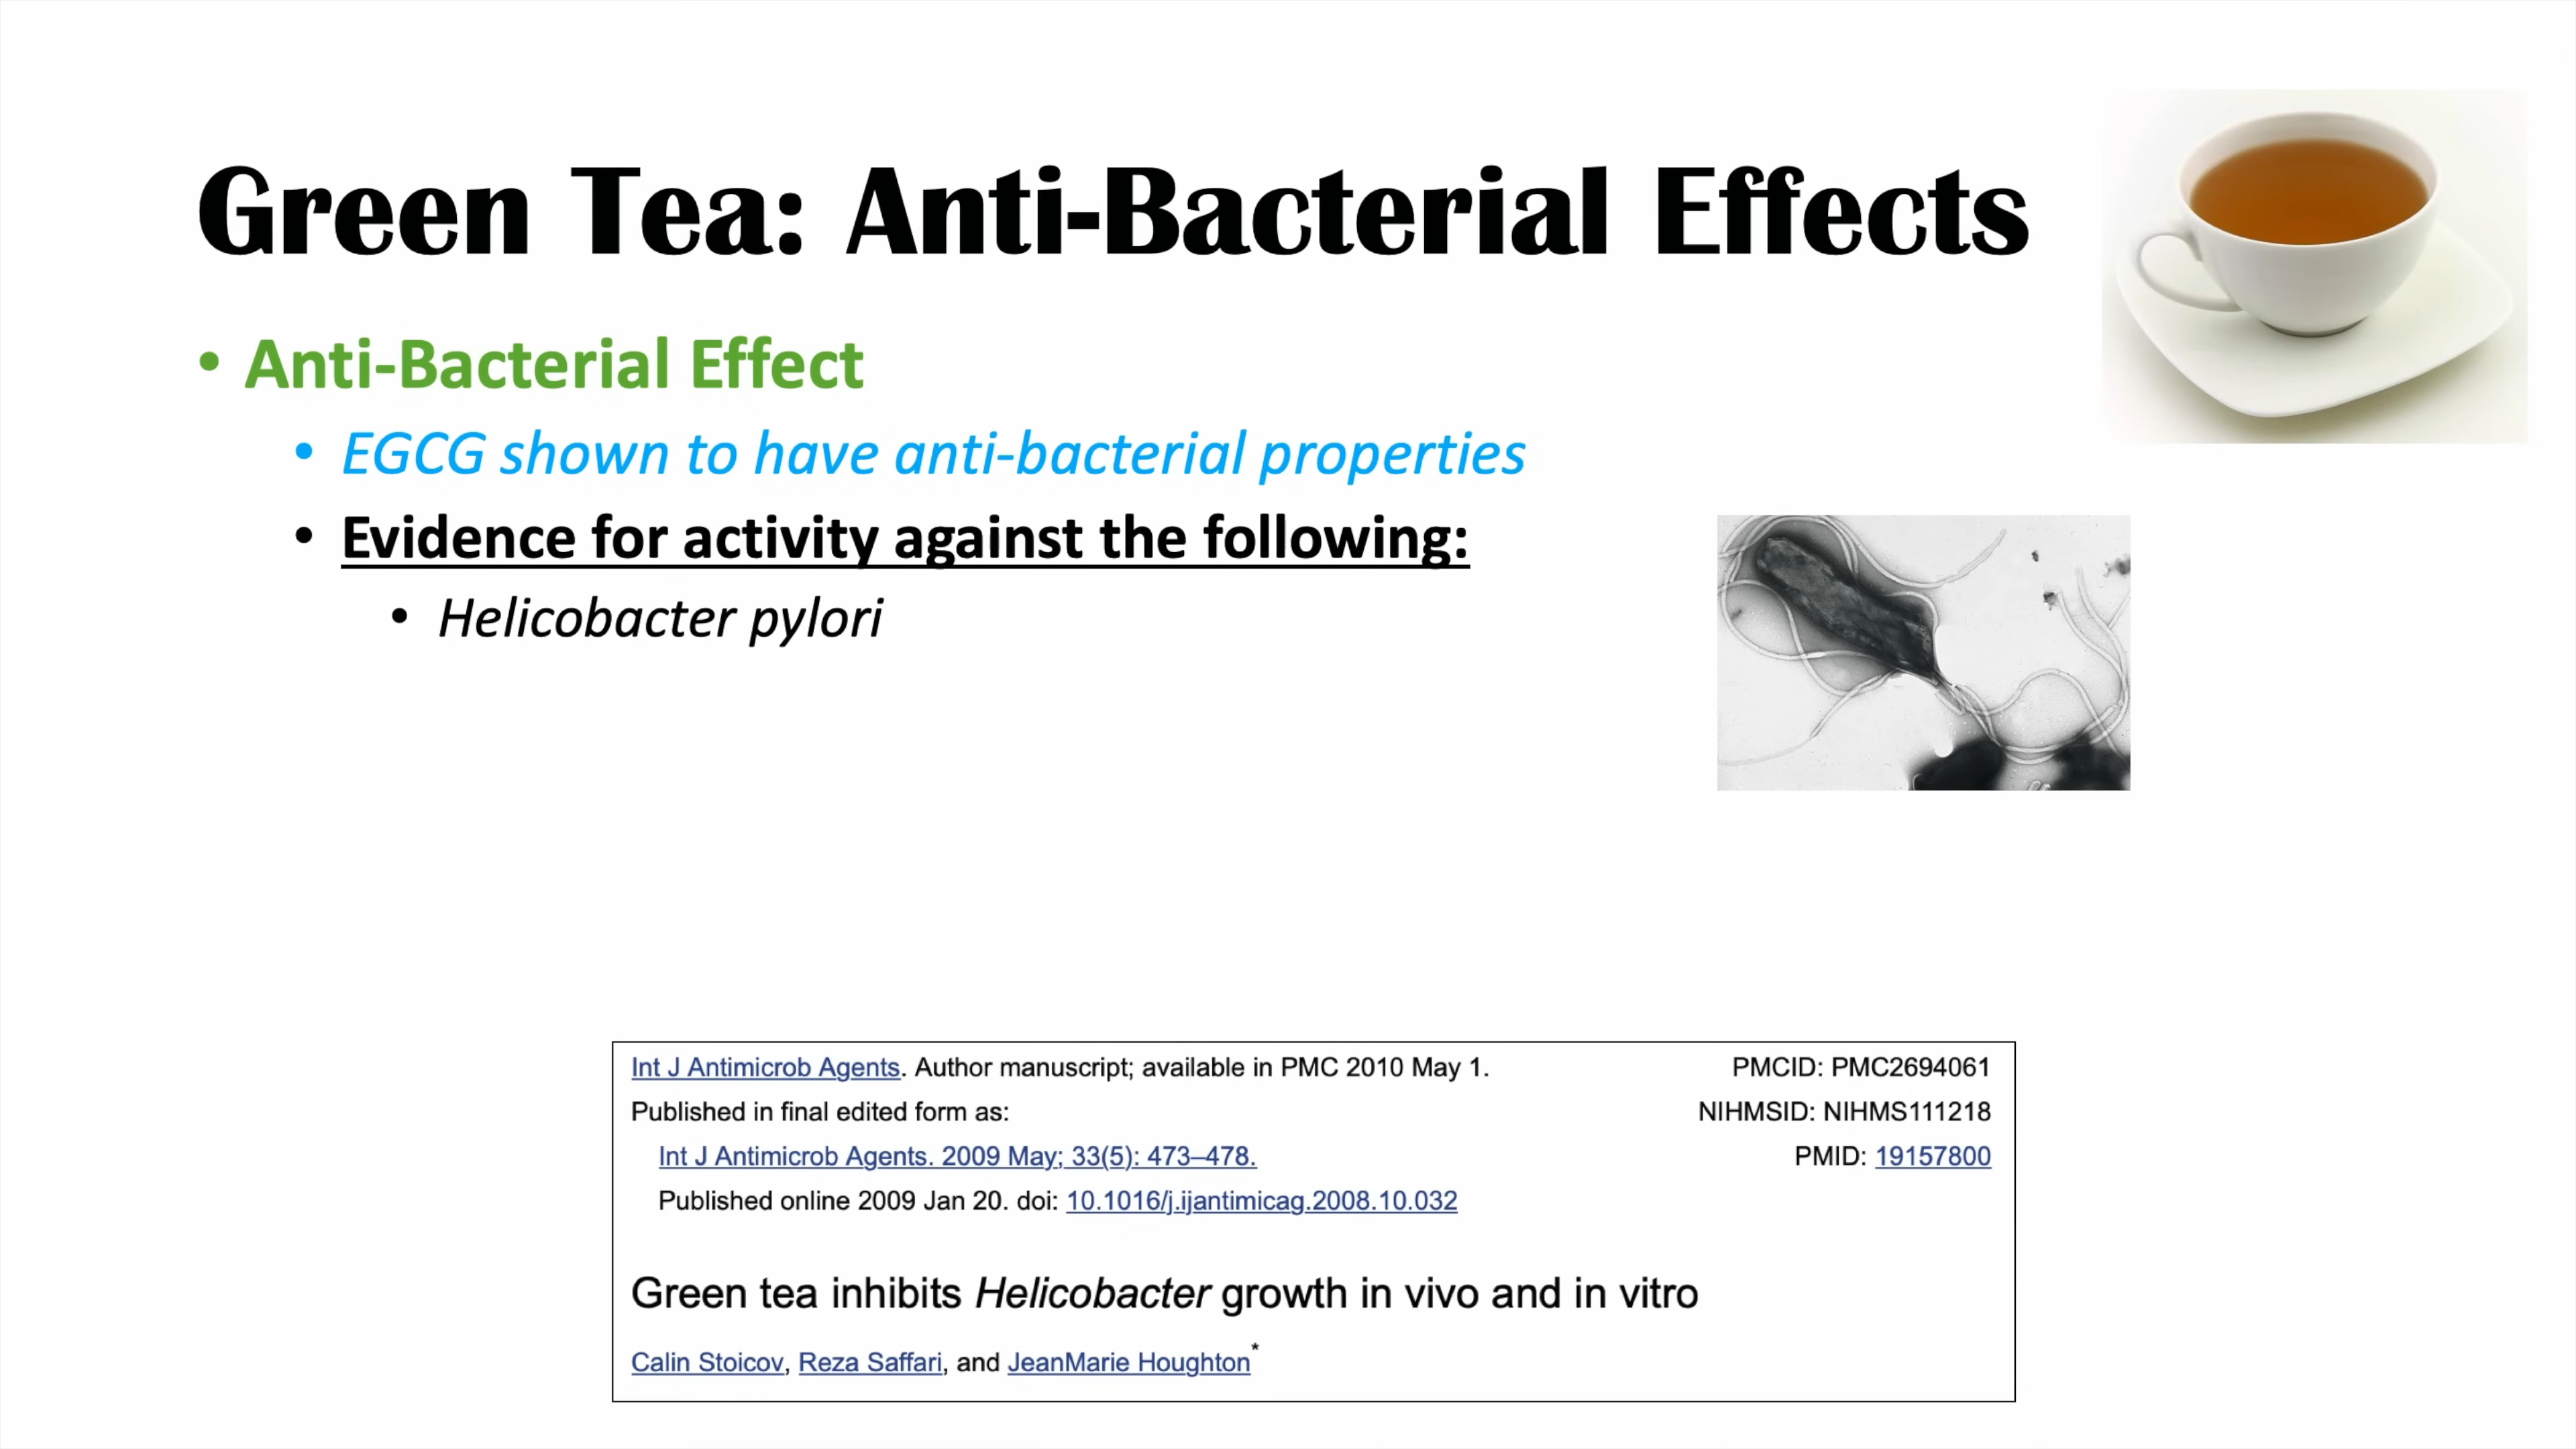 Green Tea: Anti-Bacterial Effects
• Anti-Bacterial Effect
• EGCG shown to have anti-bacterial properties
• Evidence for activity against the following:
• Helicobacter pylori
Int J Antimicrob Agents. Author manuscript; available in PMC 2010 May 1. PMCID: PMC2694061
Published in final edited form as: NIHMSID: NIHMS111218
Int J Antimicrob Agents. 2009 May; 33(5): 473–478. PMID: 19157800
Published online 2009 Jan 20. doi: 10.1016/j.ijantimicag.2008.10.032
Green tea inhibits Helicobacter growth in vivo and in vitro
Calin Stoicov, Reza Saffari, and JeanMarie Houghton*